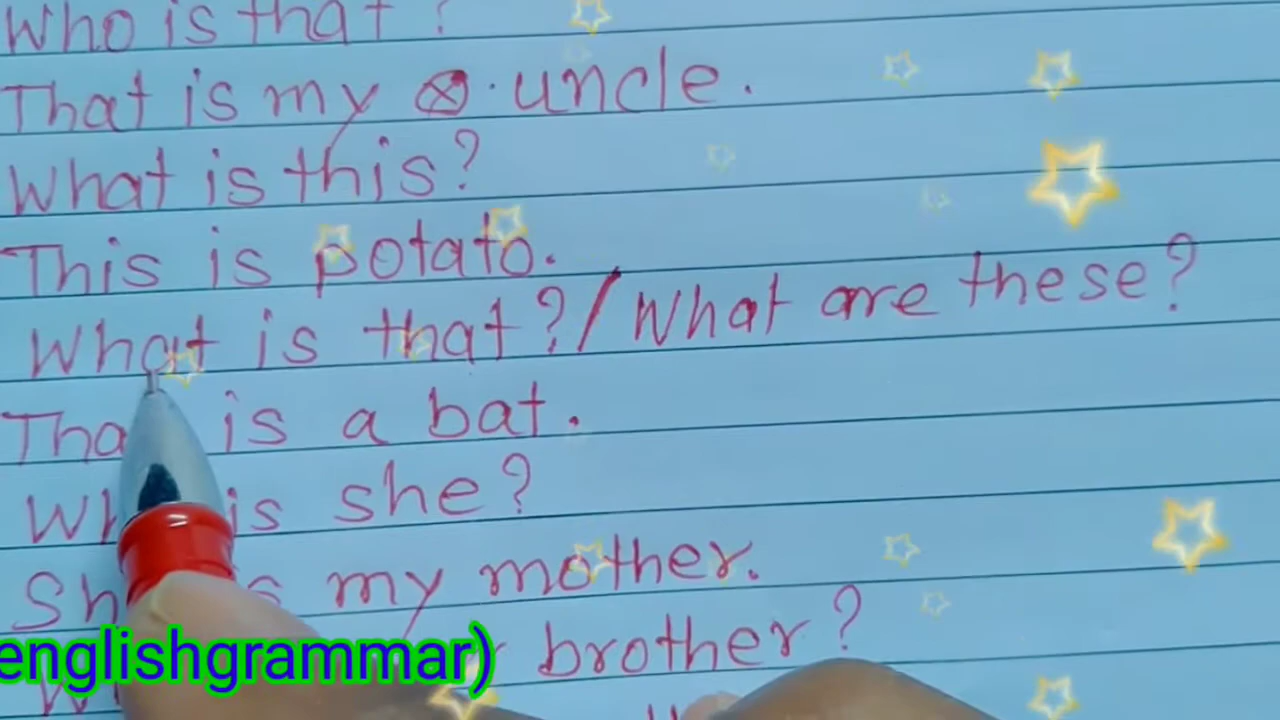 Who is that ?
That is my uncle.
What is this?
This is potato.
What is that?/What are these?
is a bat.
is she?
my mother.
brother?
englishgrammar)